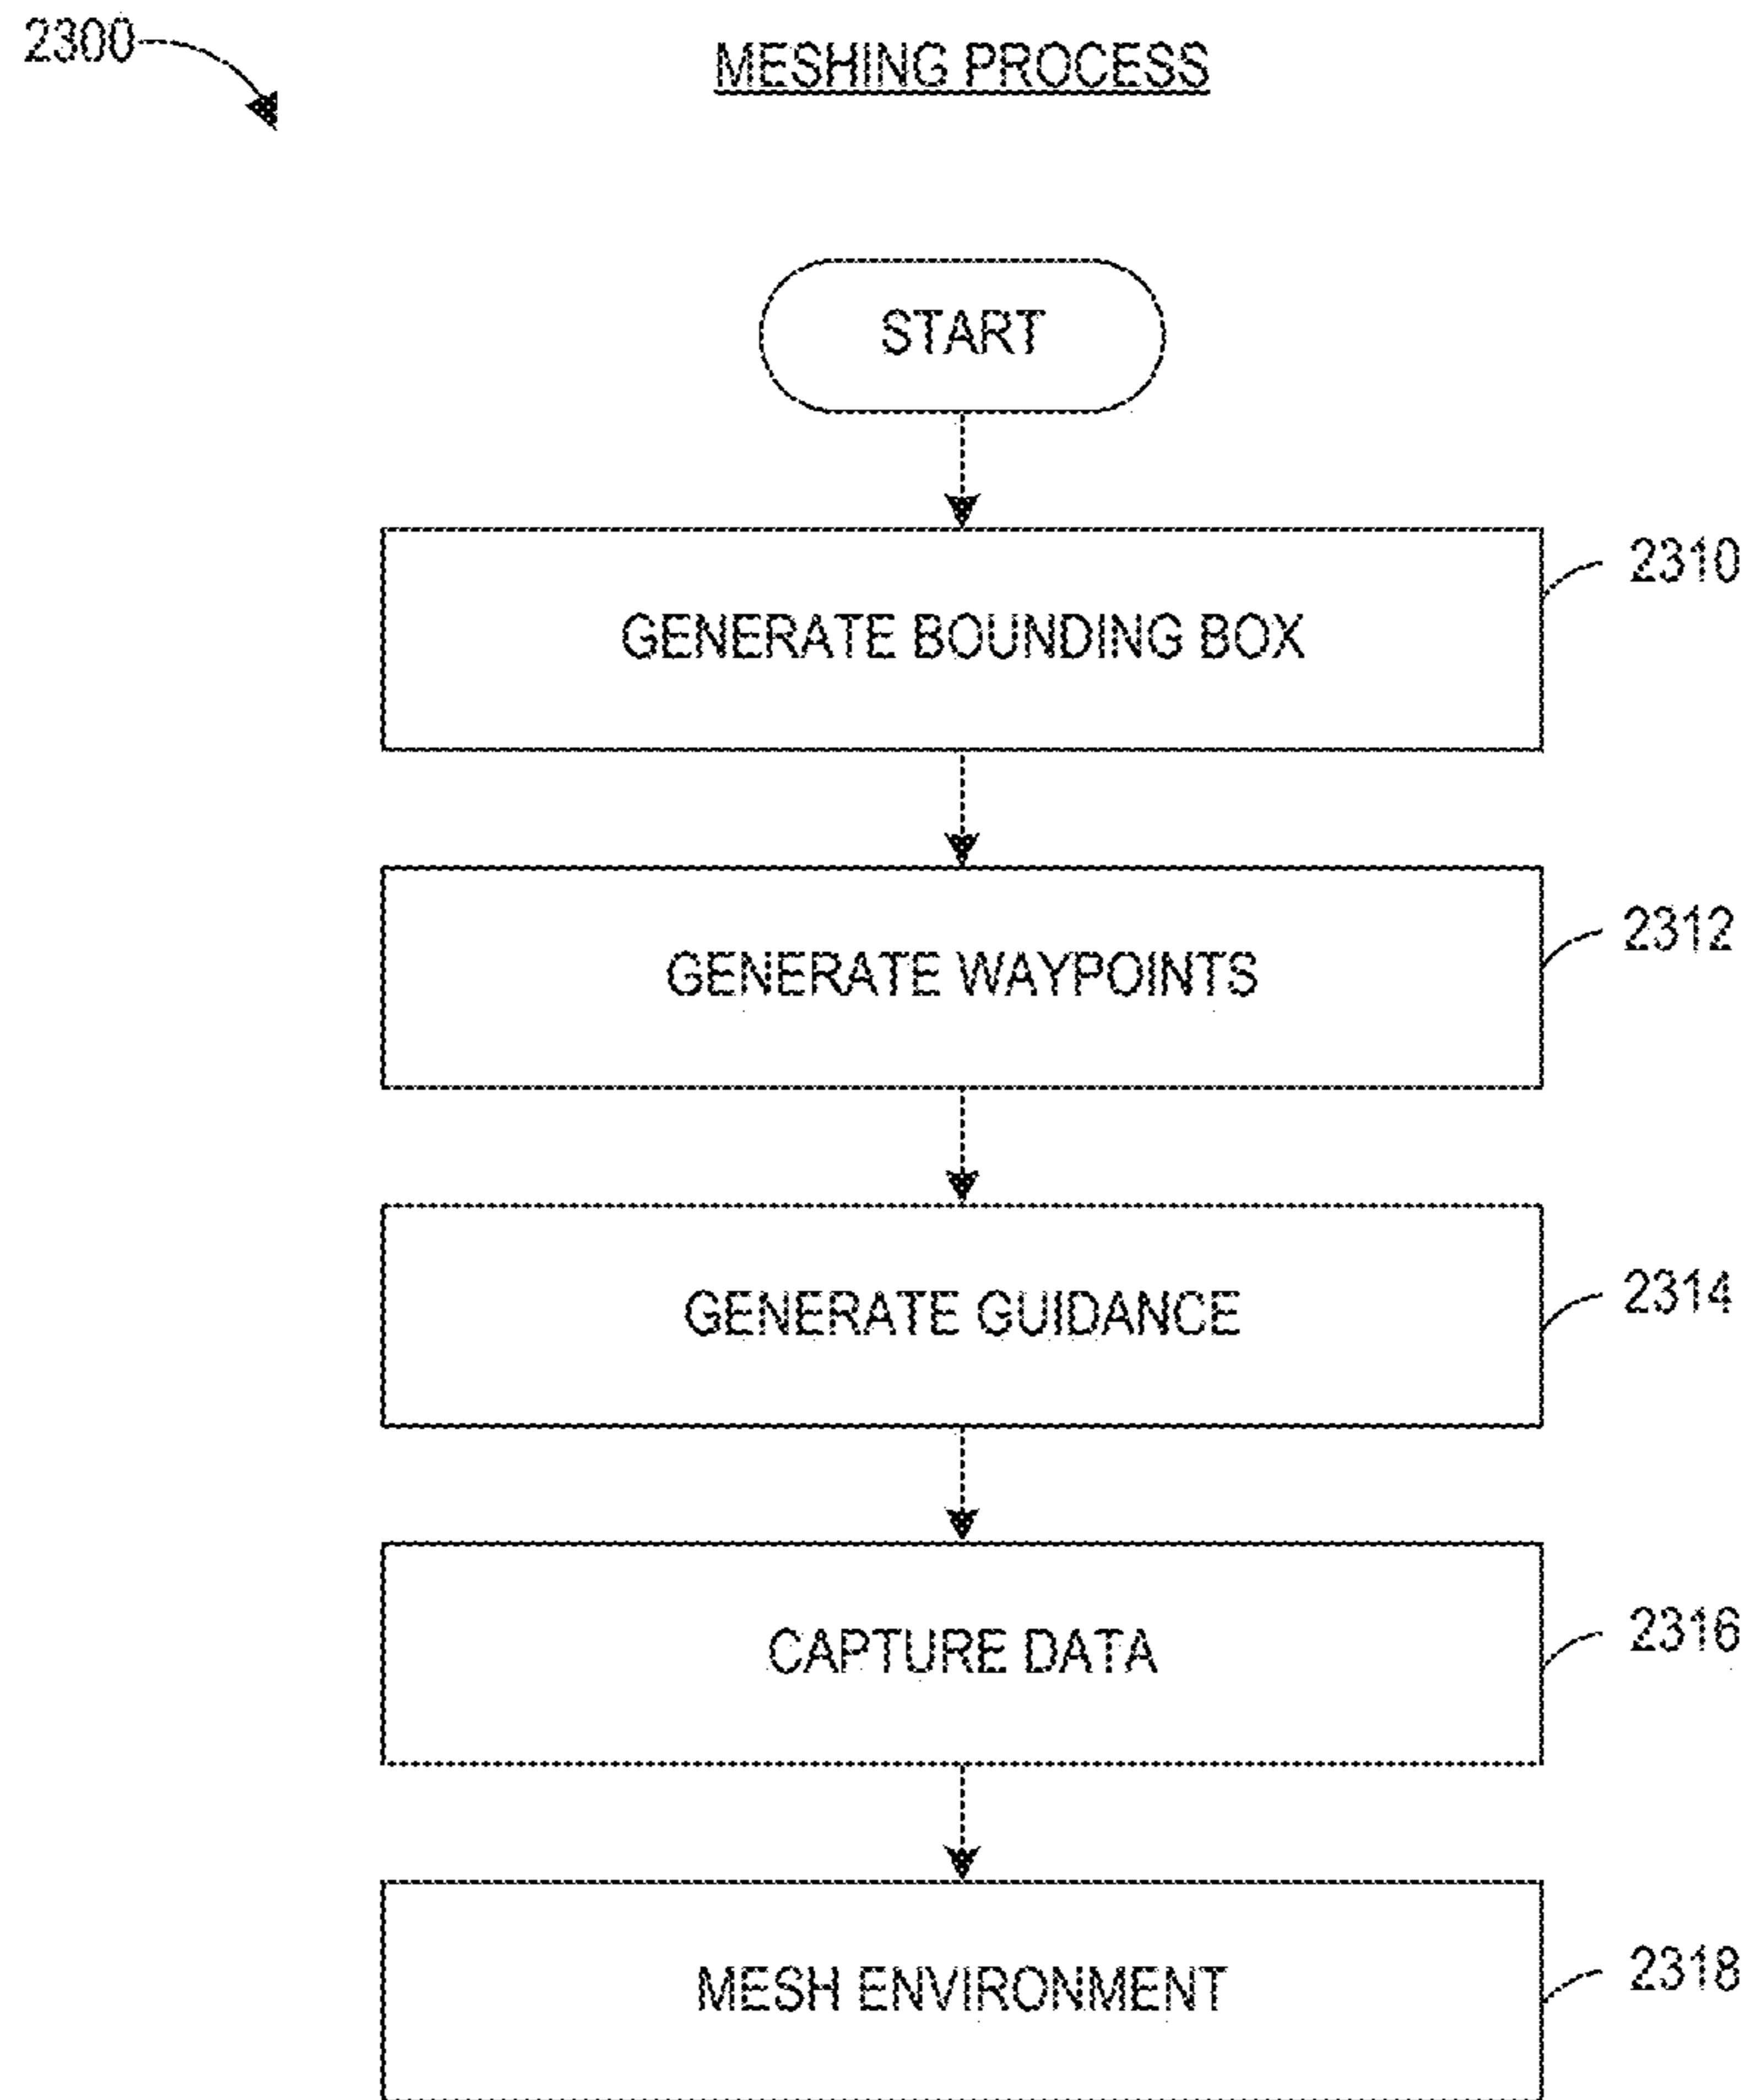 2300
MESHING PROCESS
START
GENERATE BOUNDING BOX
2310
GENERATE WAYPOINTS
2312
GENERATE GUIDANCE
2314
CAPTURE DATA
2316
MESH ENVIRONMENT
2318